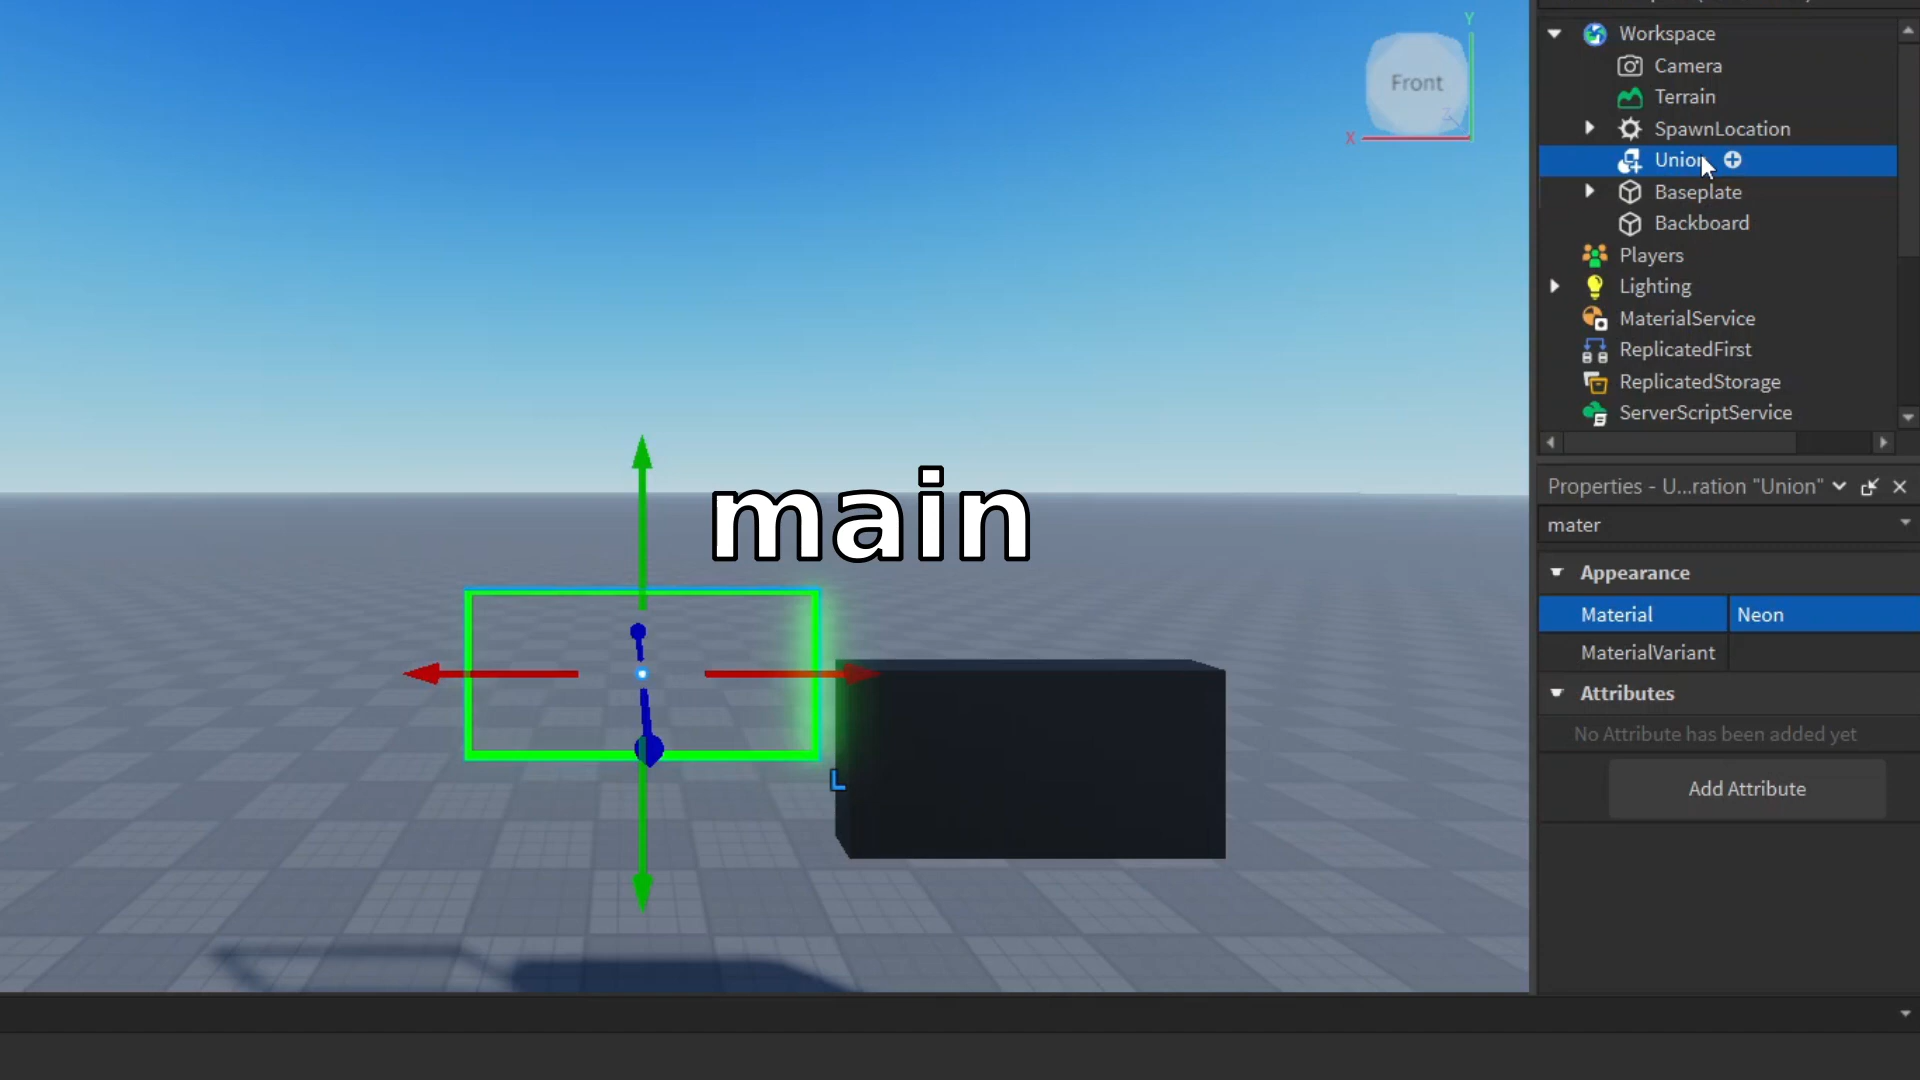 Y
Front
Z
X
Workspace
Camera
Terrain
SpawnLocation
Union
Baseplate
Backboard
Players
Lighting
MaterialService
ReplicatedFirst
ReplicatedStorage
ServerScriptService
main
L
Properties - U...ration "Union"
mater
Appearance
Material Neon
MaterialVariant
Attributes
No Attribute has been added yet
Add Attribute